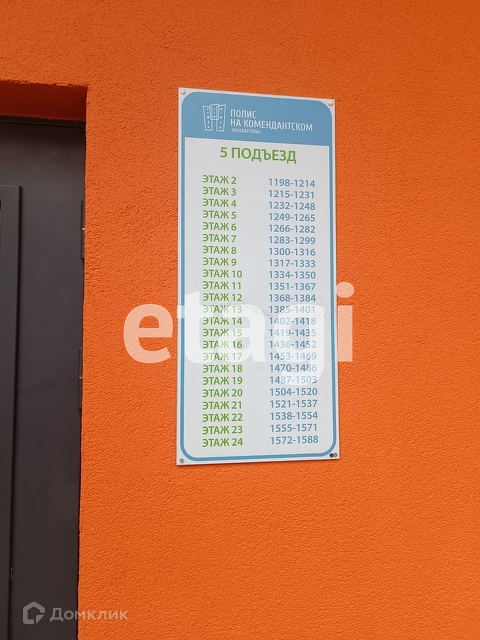 ПОЛИС
НА КОМЕНДАНТСКОМ
ЭКОКВАРТАЛЫ
5 ПОДЪЕЗД
ЭТАЖ 2 1198-1214
ЭТАЖ 3 1215-1231
ЭТАЖ 4 1232-1248
ЭТАЖ 5 1249-1265
ЭТАЖ 6 1266-1282
ЭТАЖ 7 1283-1299
ЭТАЖ 8 1300-1316
ЭТАЖ 9 1317-1333
ЭТАЖ 10 1334-1350
ЭТАЖ 11 1351-1367
ЭТАЖ 12 1368-1384
ЭТАЖ 13 1385-1401
ЭТАЖ 14 1402-1418
ЭТАЖ 15 1419-1435
ЭТАЖ 16 1436-1452
ЭТАЖ 17 1453-1469
ЭТАЖ 18 1470-1486
ЭТАЖ 19 1487-1503
ЭТАЖ 20 1504-1520
ЭТАЖ 21 1521-1537
ЭТАЖ 22 1538-1554
ЭТАЖ 23 1555-1571
ЭТАЖ 24 1572-1588
etagi
Домклик